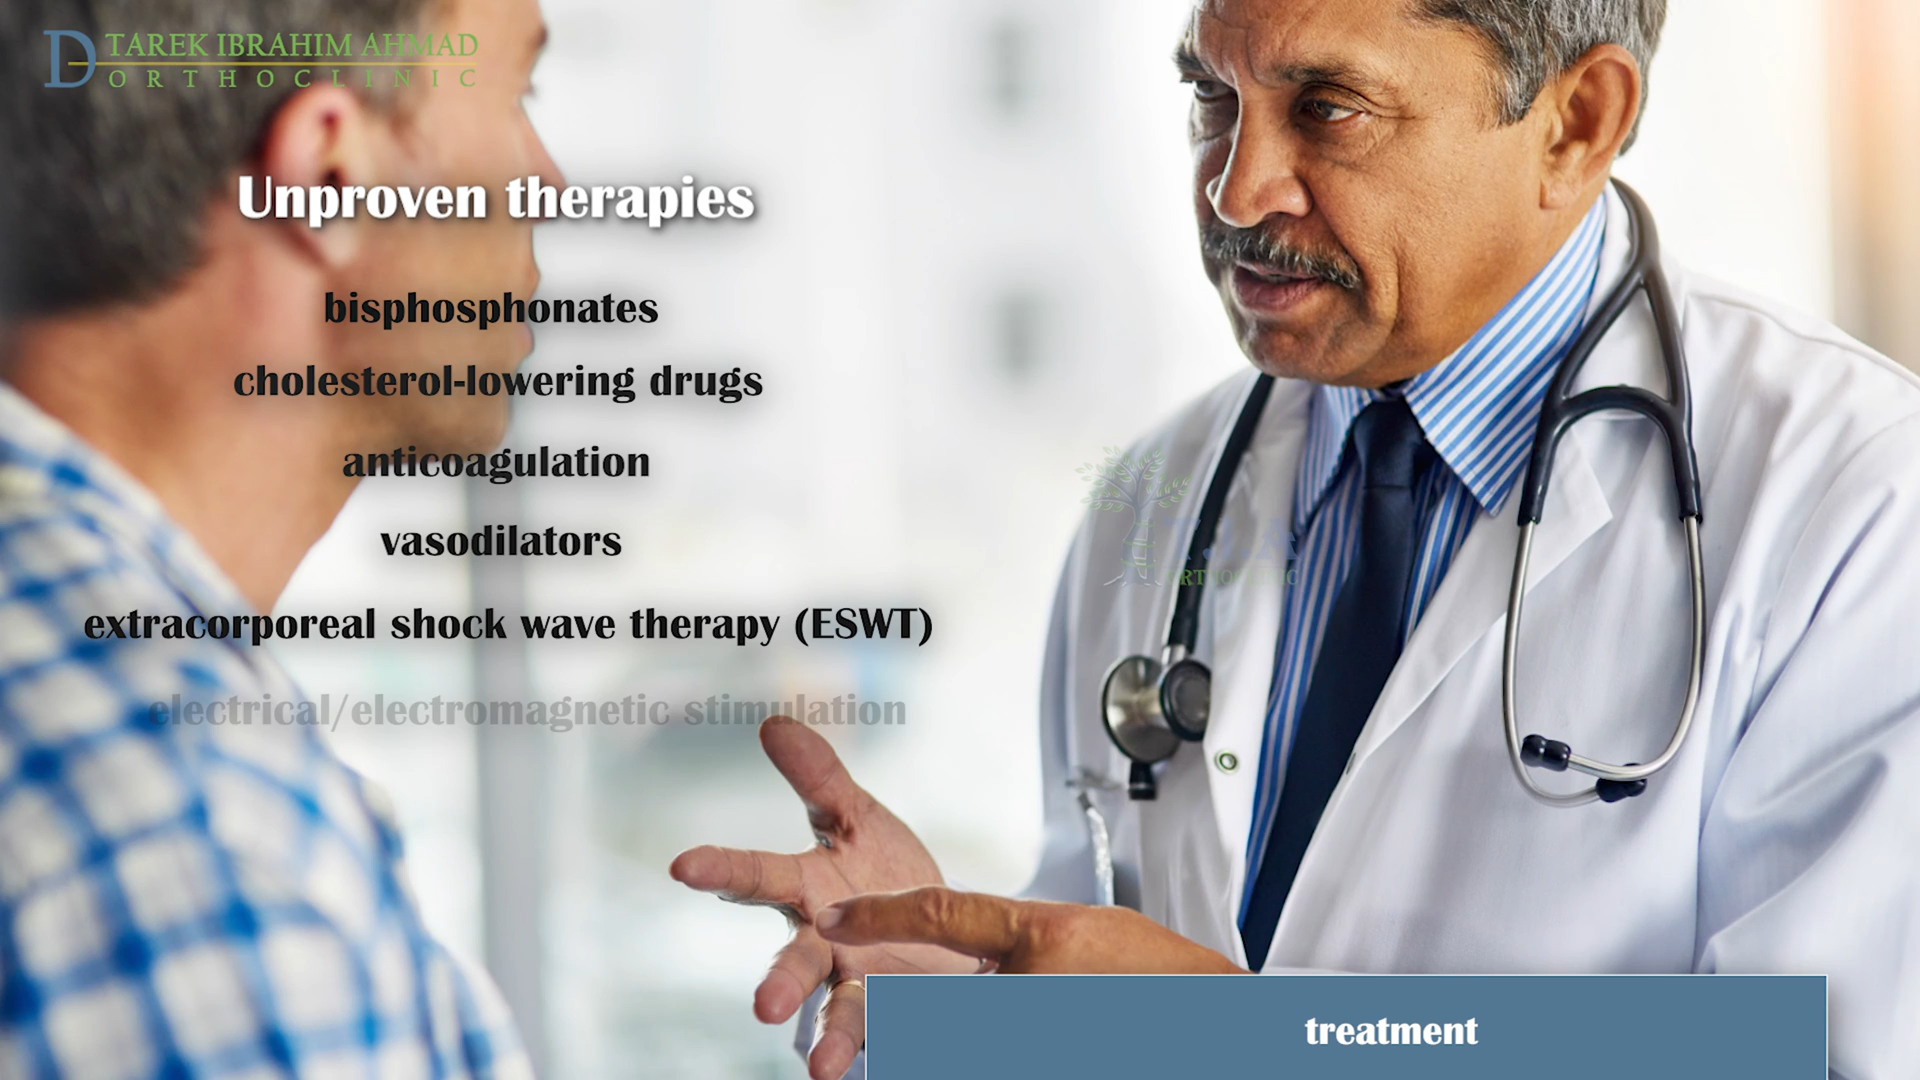 D TAREK IBRAHIM AHMAD
ORTHOCLINIC
Unproven therapies
bisphosphonates
cholesterol-lowering drugs
anticoagulation
vasodilators
extracorporeal shock wave therapy (ESWT)
electrical/electromagnetic stimulation
T.I.A
ORTHOCLINIC
treatment